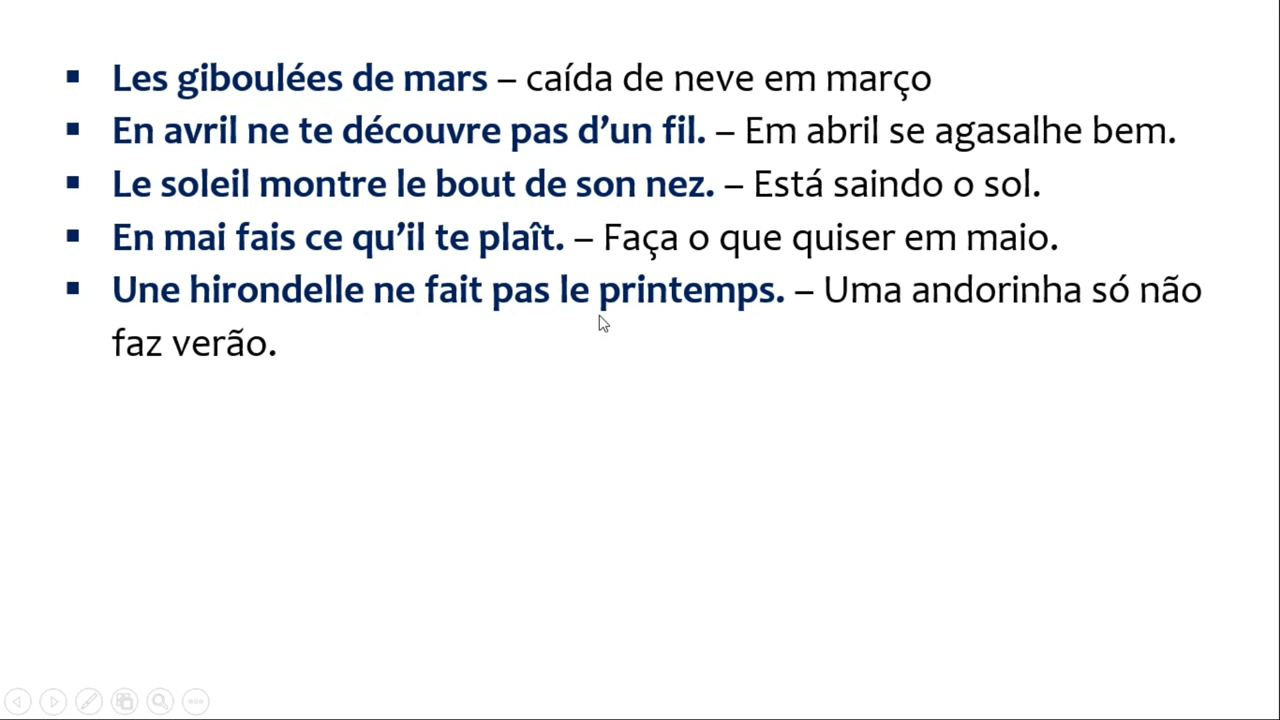 ▪ Les giboulées de mars – caída de neve em março
▪ En avril ne te découvre pas d’un fil. – Em abril se agasalhe bem.
▪ Le soleil montre le bout de son nez. – Está saindo o sol.
▪ En mai fais ce qu’il te plaît. – Faça o que quiser em maio.
▪ Une hirondelle ne fait pas le printemps. – Uma andorinha só não
faz verão.